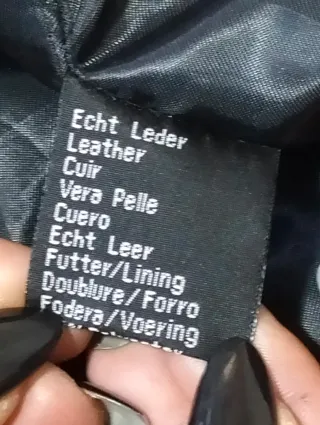 Echt Leder
Leather
Cuir
Vera Pelle
Cuero
Echt Leer
Futter/Lining
Doublure/Forro
Fodera/Voering